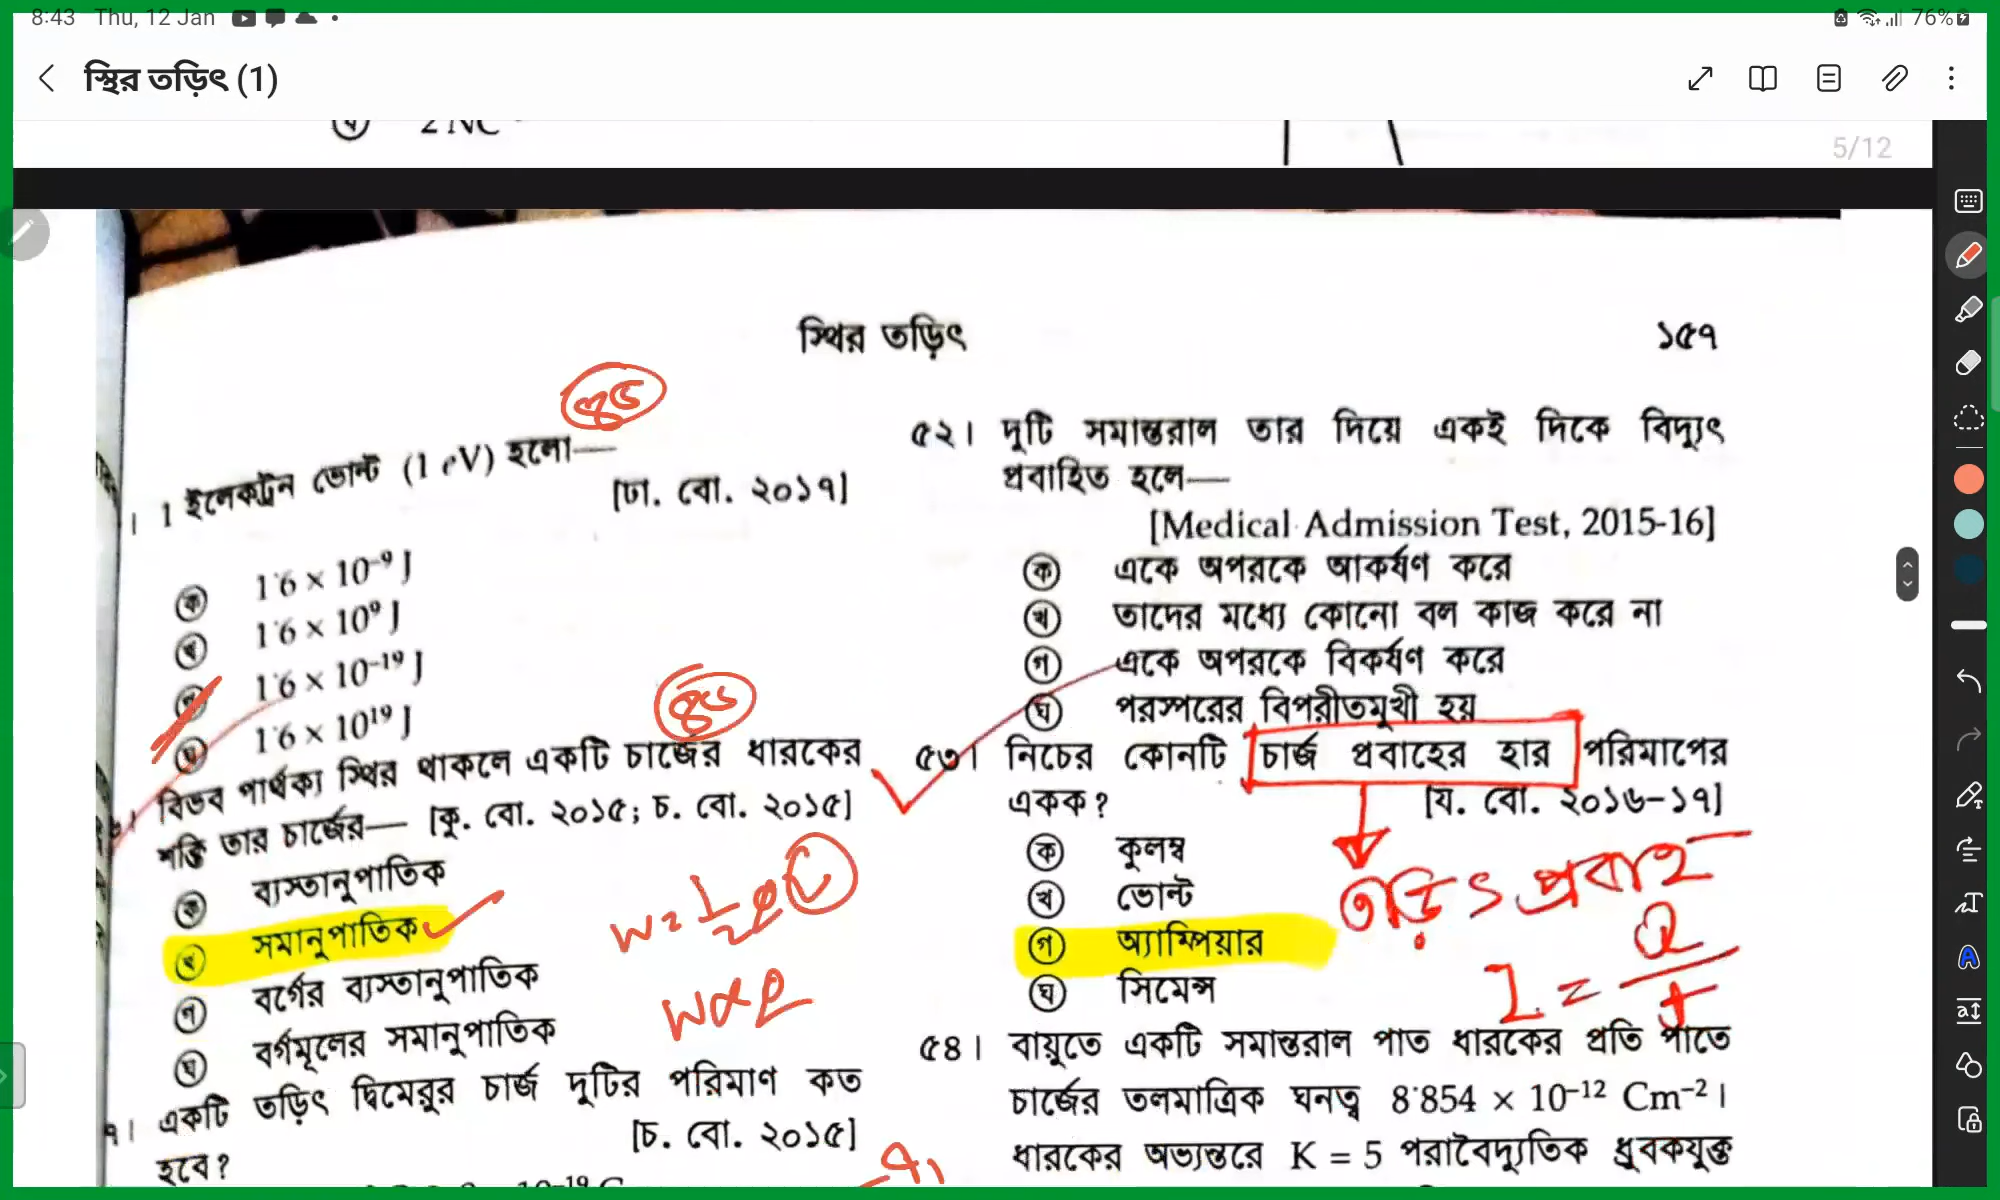 8:43 Thu, 12 Jan
76%
স্থির তড়িৎ (1)
5/12
স্থির তড়িৎ
১৫৭
। 1 ইলেকট্রন ভোল্ট (1 eV) হলো—
[ঢা. বো. ২০১৭]
ক 1·6 × 10⁻⁹ J
খ 1·6 × 10⁹ J
1·6 × 10⁻¹⁹ J
ঘ 1·6 × 10¹⁹ J
। বিভব পার্থক্য স্থির থাকলে একটি চার্জের ধারকের
শক্তি তার চার্জের— [কু. বো. ২০১৫; চ. বো. ২০১৫]
ক ব্যস্তানুপাতিক
খ সমানুপাতিক
গ বর্গের ব্যস্তানুপাতিক
ঘ বর্গমূলের সমানুপাতিক
৭। একটি তড়িৎ দ্বিমেরুর চার্জ দুটির পরিমাণ কত
হবে?
[চ. বো. ২০১৫]
৫২। দুটি সমান্তরাল তার দিয়ে একই দিকে বিদ্যুৎ
প্রবাহিত হলে—
[Medical Admission Test, 2015-16]
ক একে অপরকে আকর্ষণ করে
খ তাদের মধ্যে কোনো বল কাজ করে না
গ একে অপরকে বিকর্ষণ করে
ঘ পরস্পরের বিপরীতমুখী হয়
৫৩। নিচের কোনটি চার্জ প্রবাহের হার পরিমাপের
একক?
[য. বো. ২০১৬–১৭]
ক কুলম্ব
খ ভোল্ট
গ অ্যাম্পিয়ার
ঘ সিমেন্স
তড়িৎ প্রবাহ
I = Q/t
৫৪। বায়ুতে একটি সমান্তরাল পাত ধারকের প্রতি পাতে
চার্জের তলমাত্রিক ঘনত্ব 8·854 × 10⁻¹² Cm⁻²।
ধারকের অভ্যন্তরে K = 5 পরাবৈদ্যুতিক ধ্রুবকযুক্ত